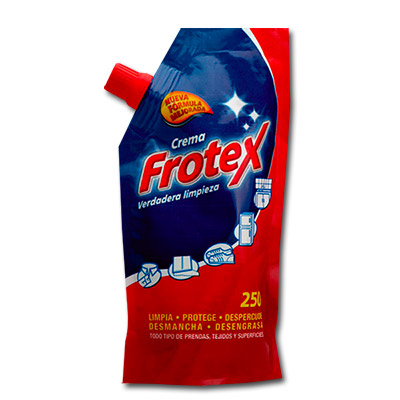 NUEVA
FÓRMULA
MEJORADA
Crema
Frotex
Verdadera limpieza
250
LIMPIA • PROTEGE • DESPERCUDE
DESMANCHA • DESENGRASA
TODO TIPO DE PRENDAS, TEJIDOS Y SUPERFICIES